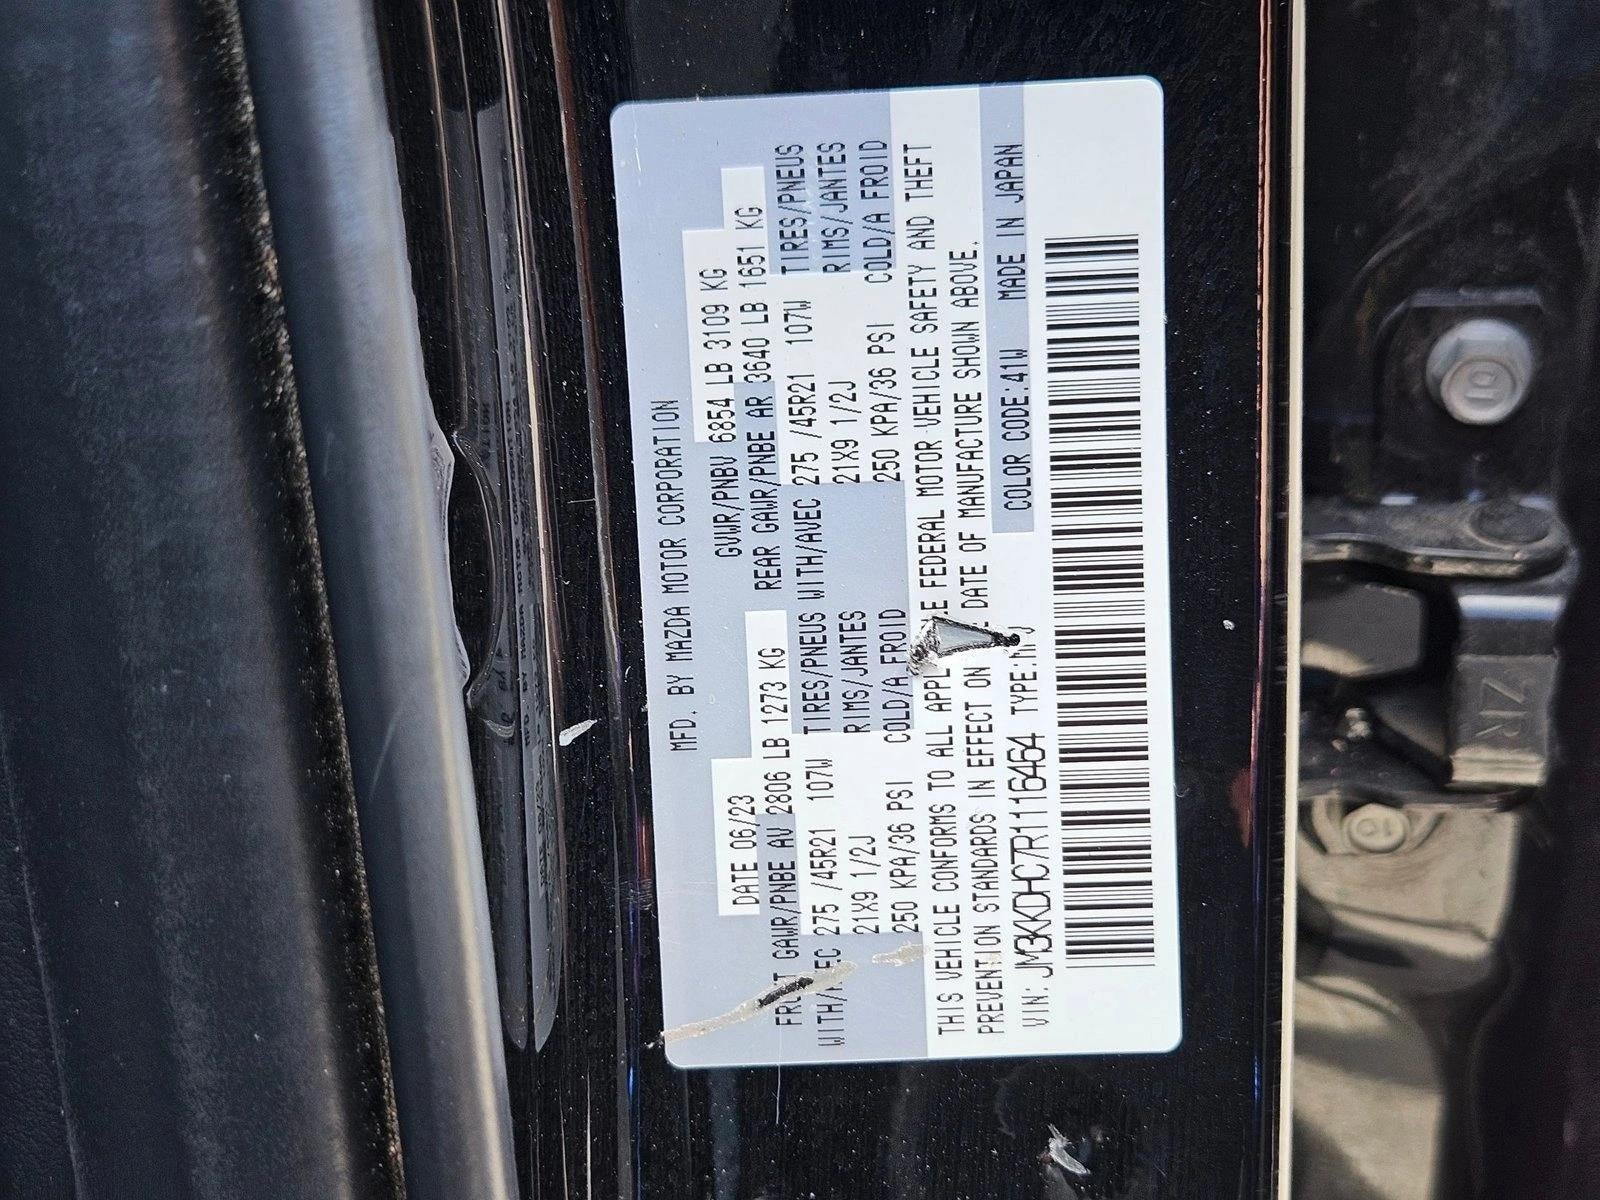 MFD. BY MAZDA MOTOR CORPORATION
DATE 06/23 GVWR/PNBV 6854 LB 3109 KG
FRONT GAWR/PNBE AV 2806 LB 1273 KG REAR GAWR/PNBE AR 3640 LB 1651 KG
WITH/AVEC 275 /45R21 107W TIRES/PNEUS WITH/AVEC 275 /45R21 107W TIRES/PNEUS
21X9 1/2J RIMS/JANTES 21X9 1/2J RIMS/JANTES
250 KPA/36 PSI COLD/A FROID 250 KPA/36 PSI COLD/A FROID
THIS VEHICLE CONFORMS TO ALL FEDERAL MOTOR VEHICLE SAFETY AND THEFT
PREVENTION STANDARDS IN EFFECT ON DATE OF MANUFACTURE SHOWN ABOVE.
VIN: JM3KKDHC7R1116464 TYPE: COLOR CODE:41W MADE IN JAPAN
ZR